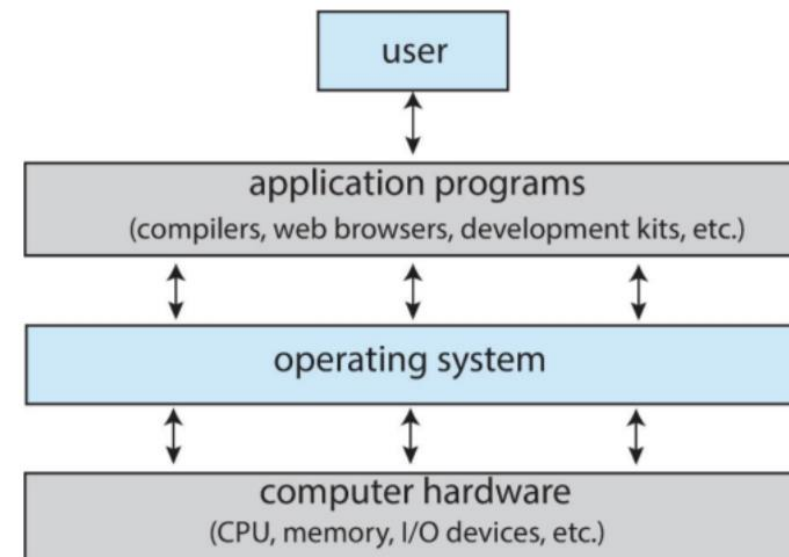 user
application programs
(compilers, web browsers, development kits, etc.)
operating system
computer hardware
(CPU, memory, I/O devices, etc.)